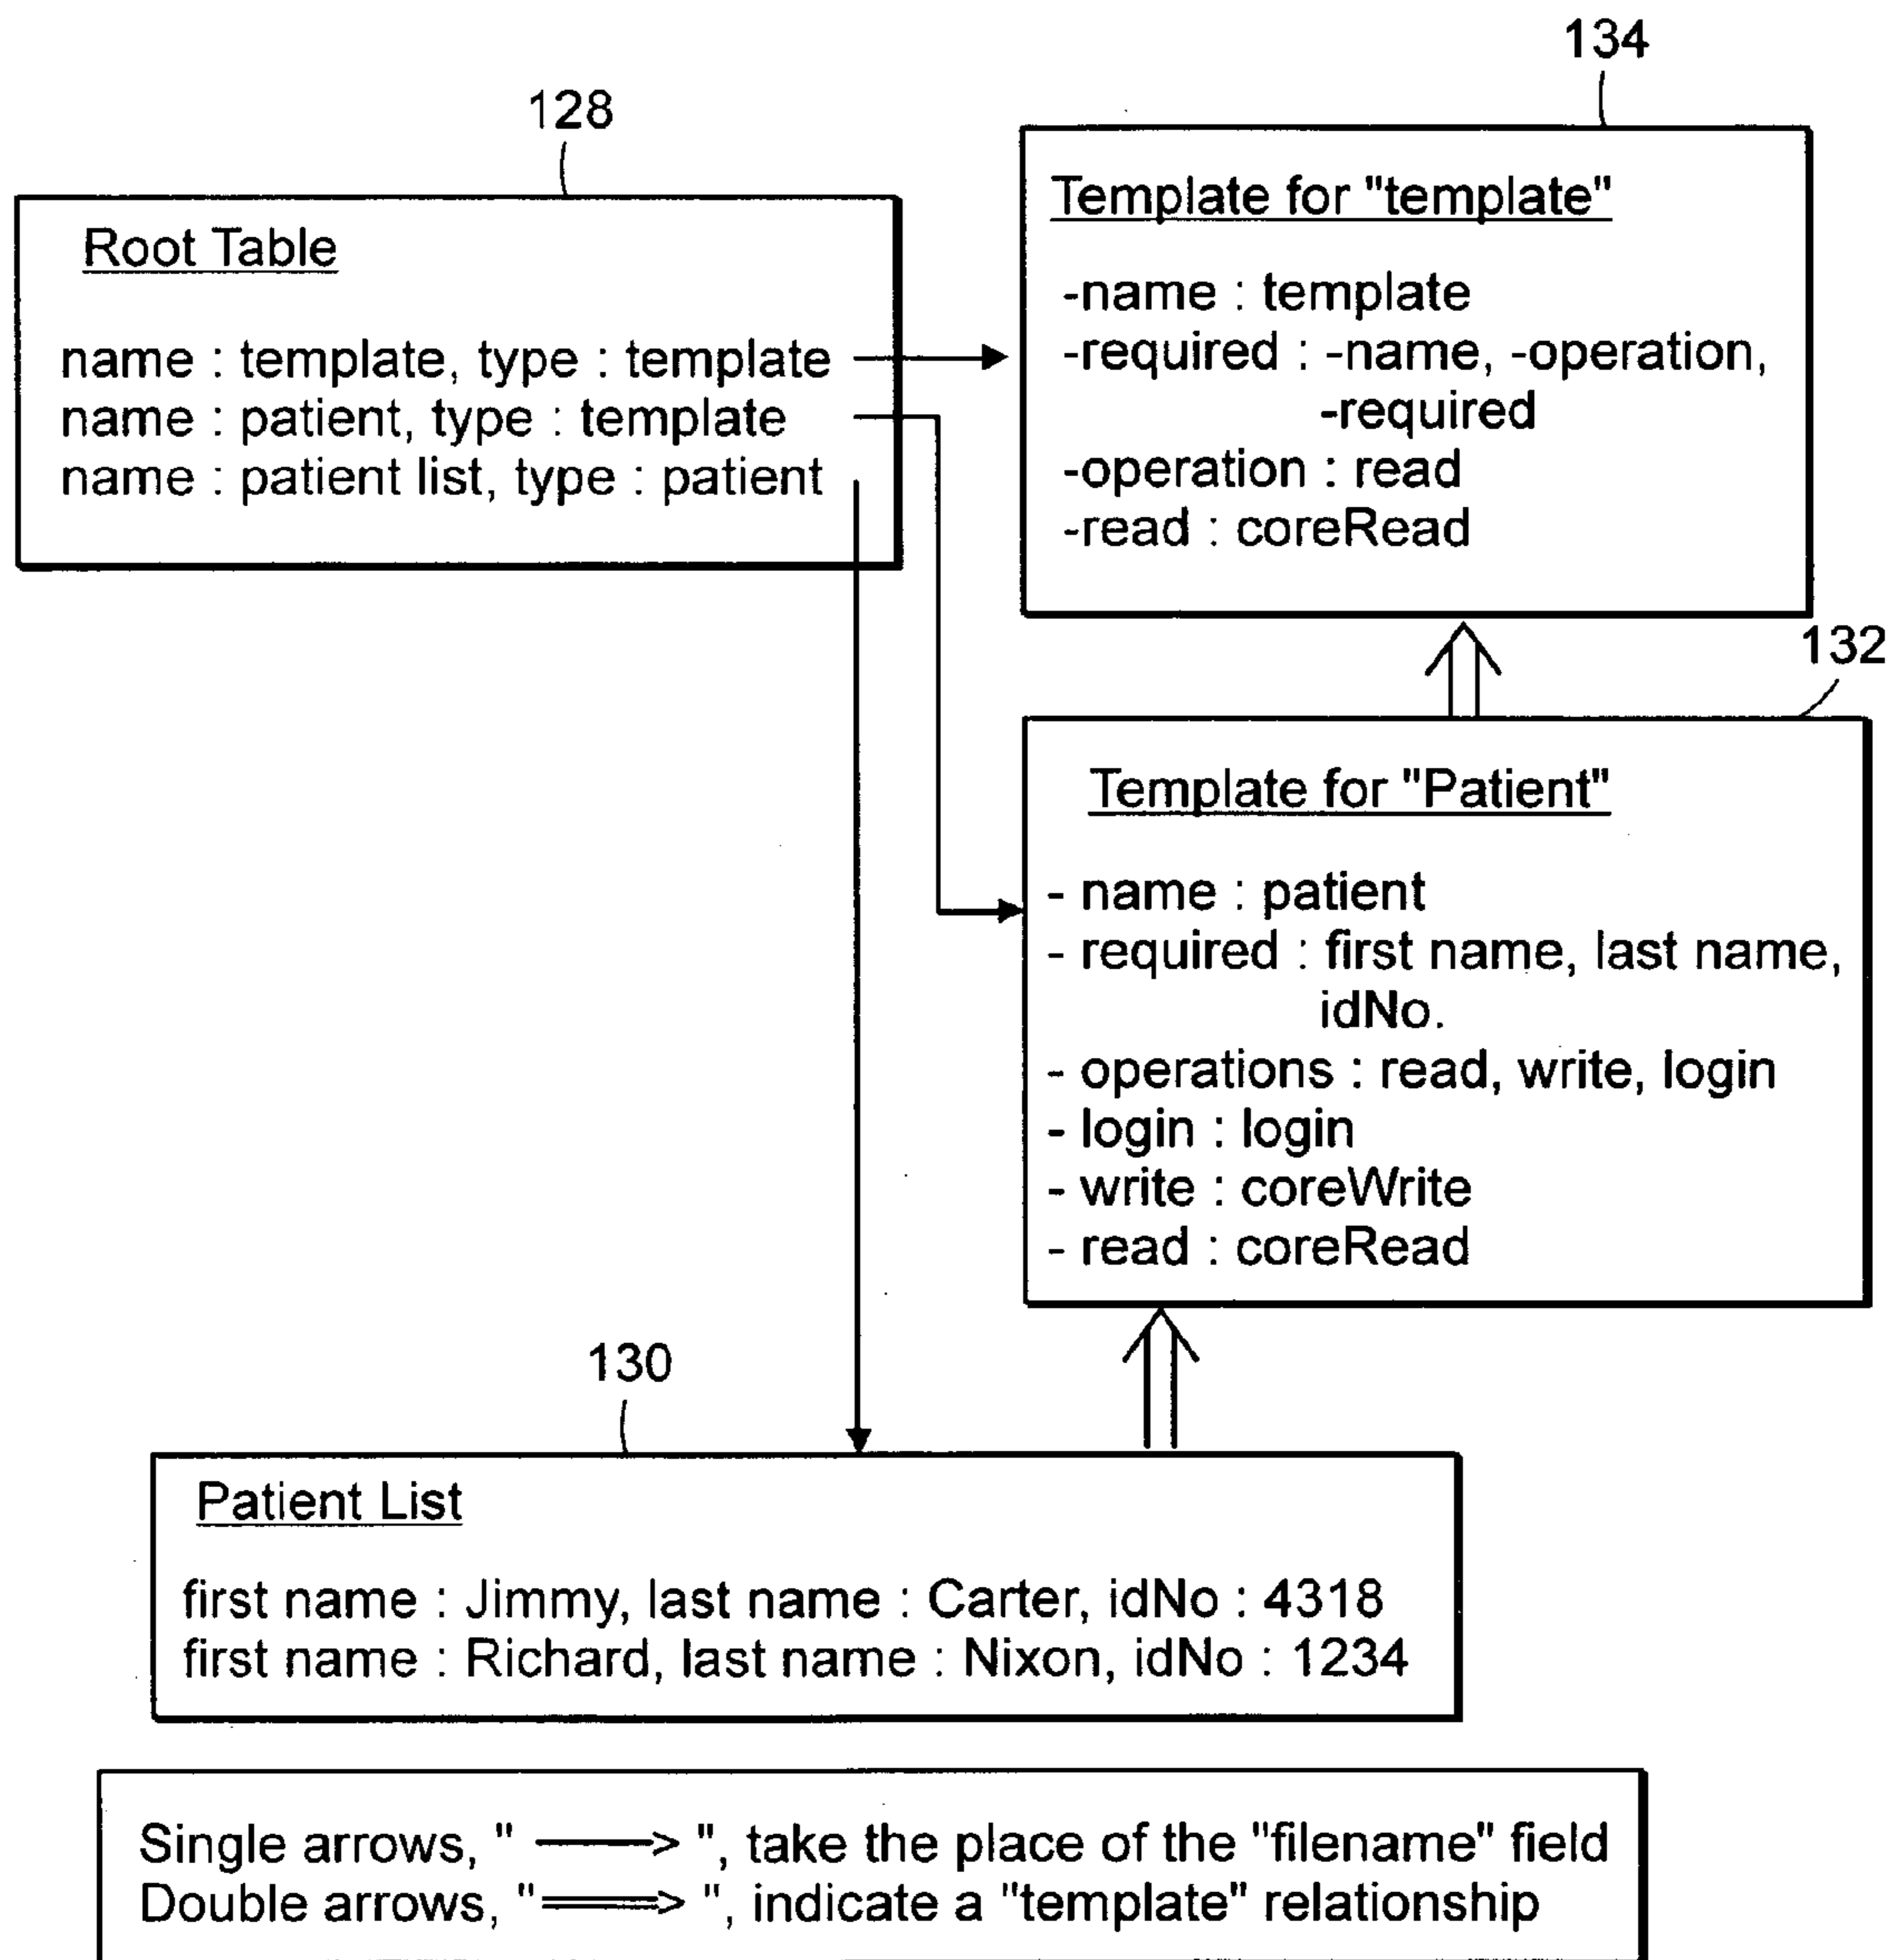 128
Root Table
name : template, type : template
name : patient, type : template
name : patient list, type : patient
134
Template for "template"
-name : template
-required : -name, -operation,
-required
-operation : read
-read : coreRead
132
Template for "Patient"
- name : patient
- required : first name, last name,
idNo.
- operations : read, write, login
- login : login
- write : coreWrite
- read : coreRead
130
Patient List
first name : Jimmy, last name : Carter, idNo : 4318
first name : Richard, last name : Nixon, idNo : 1234
Single arrows, " ⟶ ", take the place of the "filename" field
Double arrows, " ⟹ ", indicate a "template" relationship